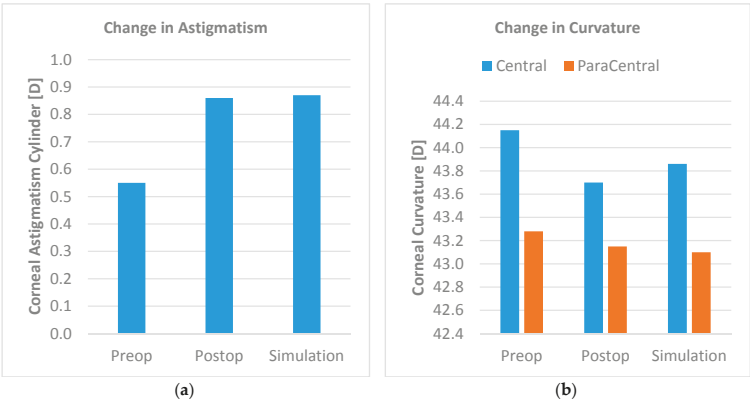 Change in Astigmatism
Corneal Astigmatism Cylinder [D]
1.0
0.9
0.8
0.7
0.6
0.5
0.4
0.3
0.2
0.1
0.0
Preop Postop Simulation
(a)
Change in Curvature
Central ParaCentral
Corneal Curvature [D]
44.4
44.2
44.0
43.8
43.6
43.4
43.2
43.0
42.8
42.6
42.4
Preop Postop Simulation
(b)